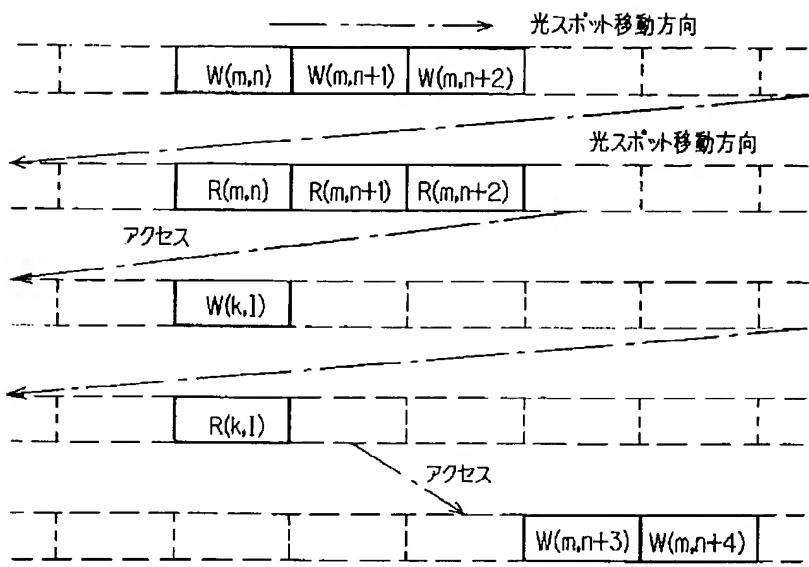 光スポット移動方向
W(m,n) W(m,n+1) W(m,n+2)
光スポット移動方向
R(m,n) R(m,n+1) R(m,n+2)
アクセス
W(k,l)
R(k,l)
アクセス
W(m,n+3) W(m,n+4)